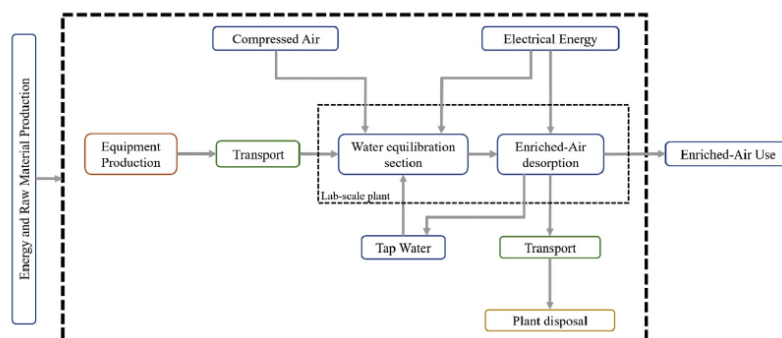 Energy and Raw Material Production
Compressed Air
Electrical Energy
Equipment
Production
Transport
Water equilibration
section
Enriched-Air
desorption
Enriched-Air Use
Lab-scale plant
Tap Water
Transport
Plant disposal